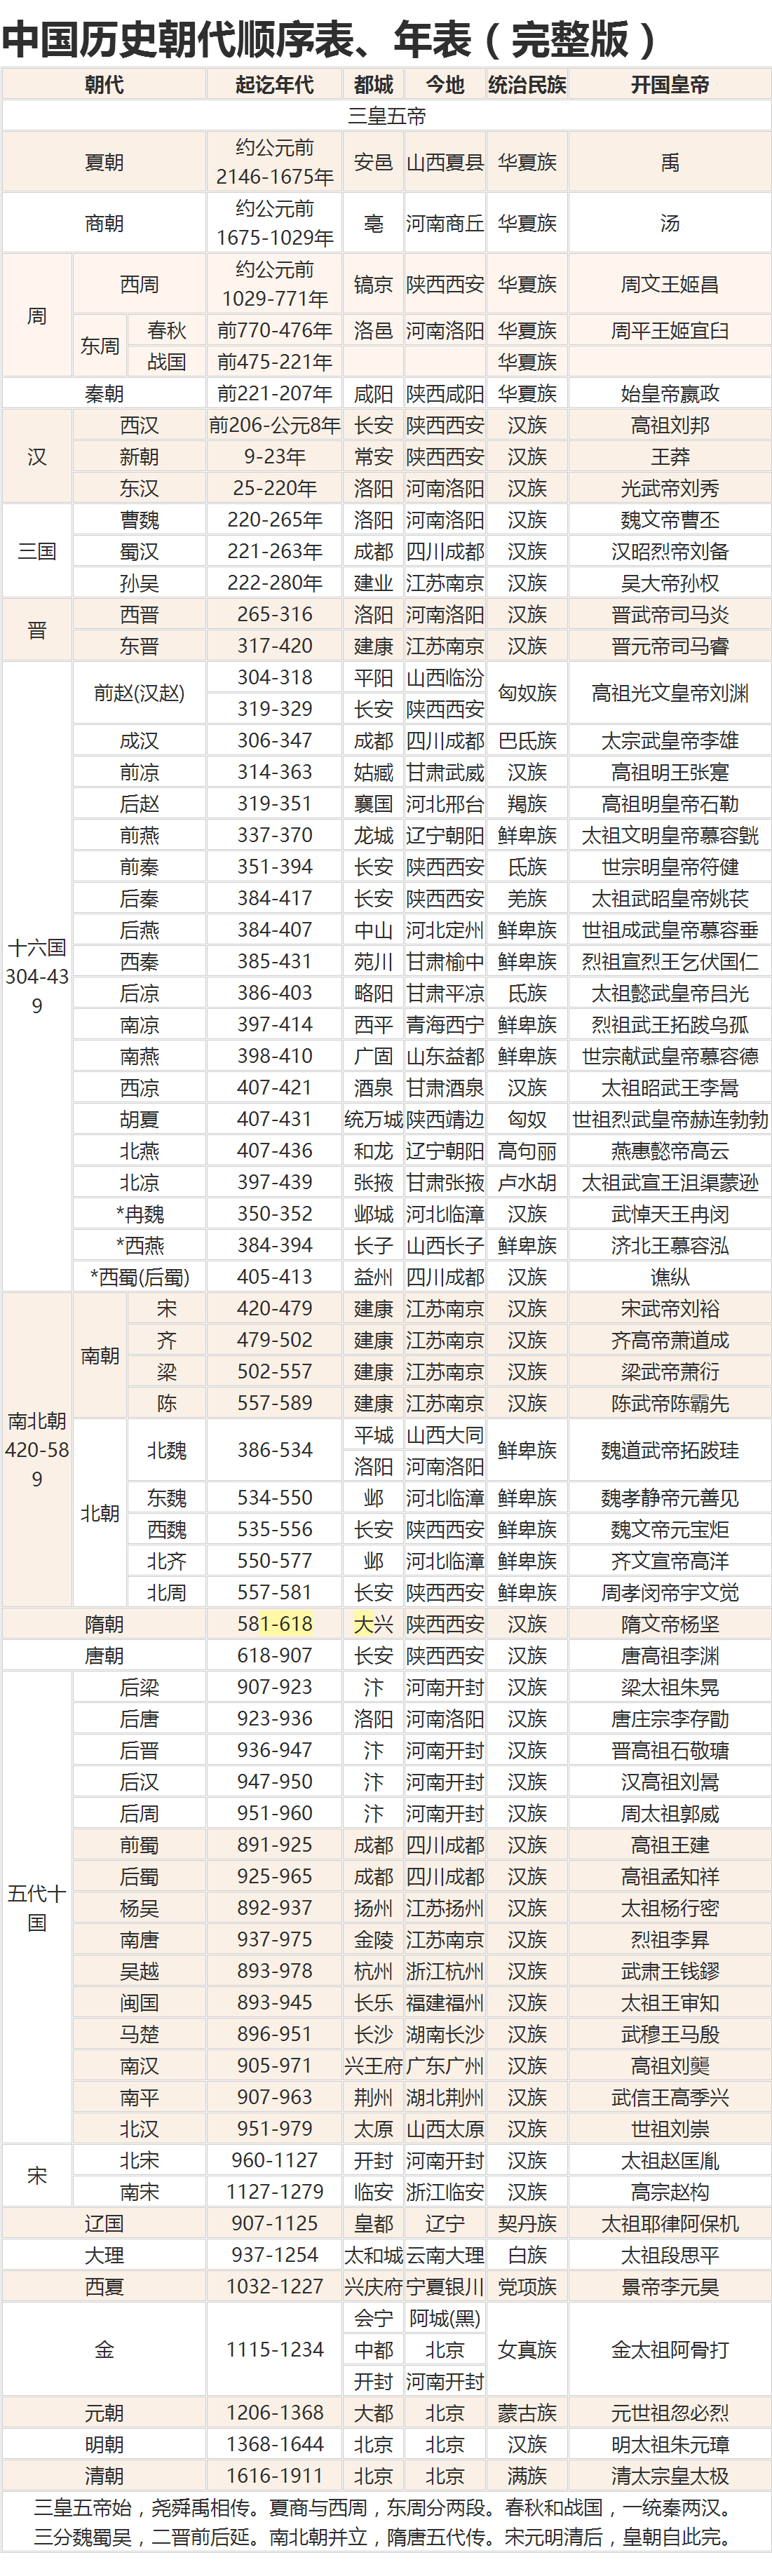 中国历史朝代顺序表、年表（完整版）
朝代 起讫年代 都城 今地 统治民族 开国皇帝
三皇五帝
夏朝 约公元前2146-1675年 安邑 山西夏县 华夏族 禹
商朝 约公元前1675-1029年 亳 河南商丘 华夏族 汤
周 西周 约公元前1029-771年 镐京 陕西西安 华夏族 周文王姬昌
东周 春秋 前770-476年 洛邑 河南洛阳 华夏族 周平王姬宜臼
战国 前475-221年 华夏族
秦朝 前221-207年 咸阳 陕西咸阳 华夏族 始皇帝嬴政
汉 西汉 前206-公元8年 长安 陕西西安 汉族 高祖刘邦
新朝 9-23年 常安 陕西西安 汉族 王莽
东汉 25-220年 洛阳 河南洛阳 汉族 光武帝刘秀
三国 曹魏 220-265年 洛阳 河南洛阳 汉族 魏文帝曹丕
蜀汉 221-263年 成都 四川成都 汉族 汉昭烈帝刘备
孙吴 222-280年 建业 江苏南京 汉族 吴大帝孙权
晋 西晋 265-316 洛阳 河南洛阳 汉族 晋武帝司马炎
东晋 317-420 建康 江苏南京 汉族 晋元帝司马睿
十六国304-439 前赵(汉赵) 304-318 平阳 山西临汾 匈奴族 高祖光文皇帝刘渊
319-329 长安 陕西西安
成汉 306-347 成都 四川成都 巴氐族 太宗武皇帝李雄
前凉 314-363 姑臧 甘肃武威 汉族 高祖明王张寔
后赵 319-351 襄国 河北邢台 羯族 高祖明皇帝石勒
前燕 337-370 龙城 辽宁朝阳 鲜卑族 太祖文明皇帝慕容皝
前秦 351-394 长安 陕西西安 氐族 世宗明皇帝符健
后秦 384-417 长安 陕西西安 羌族 太祖武昭皇帝姚苌
后燕 384-407 中山 河北定州 鲜卑族 世祖成武皇帝慕容垂
西秦 385-431 苑川 甘肃榆中 鲜卑族 烈祖宣烈王乞伏国仁
后凉 386-403 略阳 甘肃平凉 氐族 太祖懿武皇帝吕光
南凉 397-414 西平 青海西宁 鲜卑族 烈祖武王拓跋乌孤
南燕 398-410 广固 山东益都 鲜卑族 世宗献武皇帝慕容德
西凉 407-421 酒泉 甘肃酒泉 汉族 太祖昭武王李暠
胡夏 407-431 统万城 陕西靖边 匈奴 世祖烈武皇帝赫连勃勃
北燕 407-436 和龙 辽宁朝阳 高句丽 燕惠懿帝高云
北凉 397-439 张掖 甘肃张掖 卢水胡 太祖武宣王沮渠蒙逊
*冉魏 350-352 邺城 河北临漳 汉族 武悼天王冉闵
*西燕 384-394 长子 山西长子 鲜卑族 济北王慕容泓
*西蜀(后蜀) 405-413 益州 四川成都 汉族 谯纵
南北朝420-589 南朝 宋 420-479 建康 江苏南京 汉族 宋武帝刘裕
齐 479-502 建康 江苏南京 汉族 齐高帝萧道成
梁 502-557 建康 江苏南京 汉族 梁武帝萧衍
陈 557-589 建康 江苏南京 汉族 陈武帝陈霸先
北朝 北魏 386-534 平城 山西大同 鲜卑族 魏道武帝拓跋珪
洛阳 河南洛阳
东魏 534-550 邺 河北临漳 鲜卑族 魏孝静帝元善见
西魏 535-556 长安 陕西西安 鲜卑族 魏文帝元宝炬
北齐 550-577 邺 河北临漳 鲜卑族 齐文宣帝高洋
北周 557-581 长安 陕西西安 鲜卑族 周孝闵帝宇文觉
隋朝 581-618 大兴 陕西西安 汉族 隋文帝杨坚
唐朝 618-907 长安 陕西西安 汉族 唐高祖李渊
五代十国 后梁 907-923 汴 河南开封 汉族 梁太祖朱晃
后唐 923-936 洛阳 河南洛阳 汉族 唐庄宗李存勖
后晋 936-947 汴 河南开封 汉族 晋高祖石敬瑭
后汉 947-950 汴 河南开封 汉族 汉高祖刘暠
后周 951-960 汴 河南开封 汉族 周太祖郭威
前蜀 891-925 成都 四川成都 汉族 高祖王建
后蜀 925-965 成都 四川成都 汉族 高祖孟知祥
杨吴 892-937 扬州 江苏扬州 汉族 太祖杨行密
南唐 937-975 金陵 江苏南京 汉族 烈祖李昪
吴越 893-978 杭州 浙江杭州 汉族 武肃王钱鏐
闽国 893-945 长乐 福建福州 汉族 太祖王审知
马楚 896-951 长沙 湖南长沙 汉族 武穆王马殷
南汉 905-971 兴王府 广东广州 汉族 高祖刘龑
南平 907-963 荆州 湖北荆州 汉族 武信王高季兴
北汉 951-979 太原 山西太原 汉族 世祖刘崇
宋 北宋 960-1127 开封 河南开封 汉族 太祖赵匡胤
南宋 1127-1279 临安 浙江临安 汉族 高宗赵构
辽国 907-1125 皇都 辽宁 契丹族 太祖耶律阿保机
大理 937-1254 太和城 云南大理 白族 太祖段思平
西夏 1032-1227 兴庆府 宁夏银川 党项族 景帝李元昊
金 1115-1234 会宁 阿城(黑) 女真族 金太祖阿骨打
中都 北京
开封 河南开封
元朝 1206-1368 大都 北京 蒙古族 元世祖忽必烈
明朝 1368-1644 北京 北京 汉族 明太祖朱元璋
清朝 1616-1911 北京 北京 满族 清太宗皇太极
三皇五帝始，尧舜禹相传。夏商与西周，东周分两段。春秋和战国，一统秦两汉。
三分魏蜀吴，二晋前后延。南北朝并立，隋唐五代传。宋元明清后，皇朝自此完。